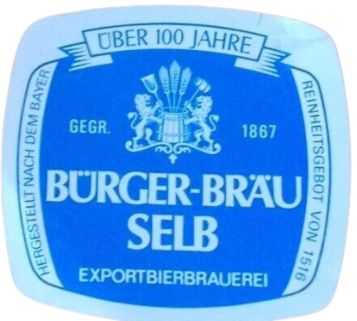 ÜBER 100 JAHRE
GEGR. 1867
BÜRGER-BRÄU
SELB
EXPORTBIERBRAUEREI
HERGESTELLT NACH DEM BAYER.
REINHEITSGEBOT VON 1516